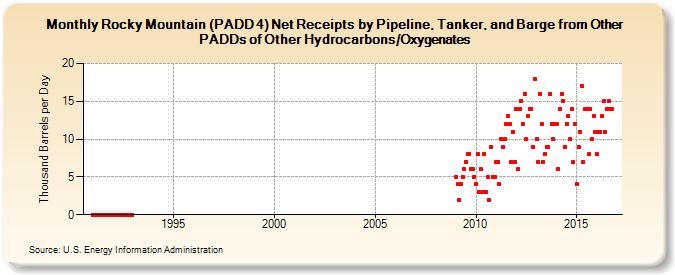 Monthly Rocky Mountain (PADD 4) Net Receipts by Pipeline, Tanker, and Barge from Other
PADDs of Other Hydrocarbons/Oxygenates
Thousand Barrels per Day
20
15
10
5
0
1995 2000 2005 2010 2015
Source: U.S. Energy Information Administration